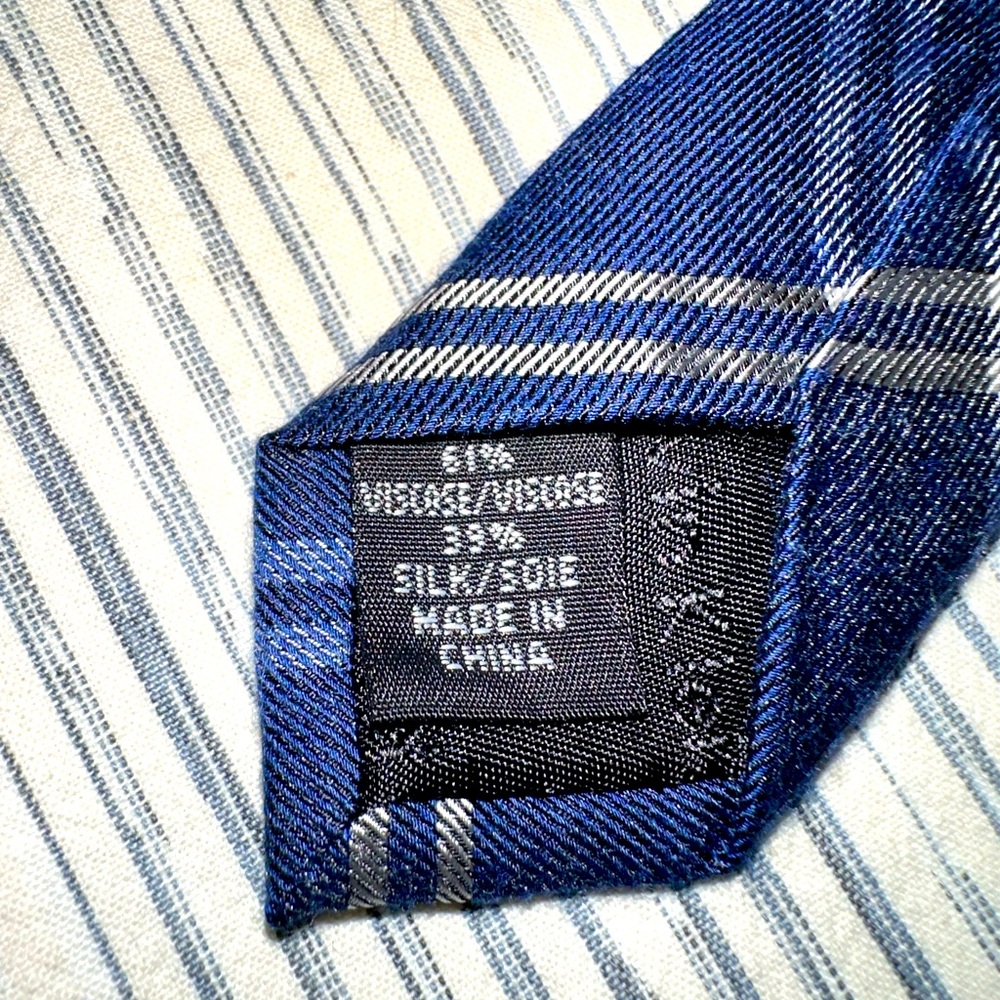 61%
VISCOSE/VISCOSE
39%
SILK/SOIE
MADE IN
CHINA